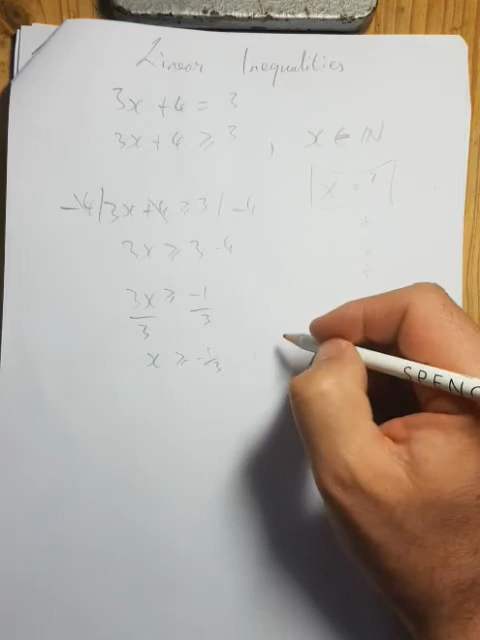 Linear Inequalities
3x + 4 = 3
3x + 4 ≥ 3 , x ∈ ℕ
x = ?
-4 | 3x + 4 ≥ 3 | -4
3x ≥ 3 - 4
3x/3 ≥ -1/3
x ≥ -1/3
SPENC